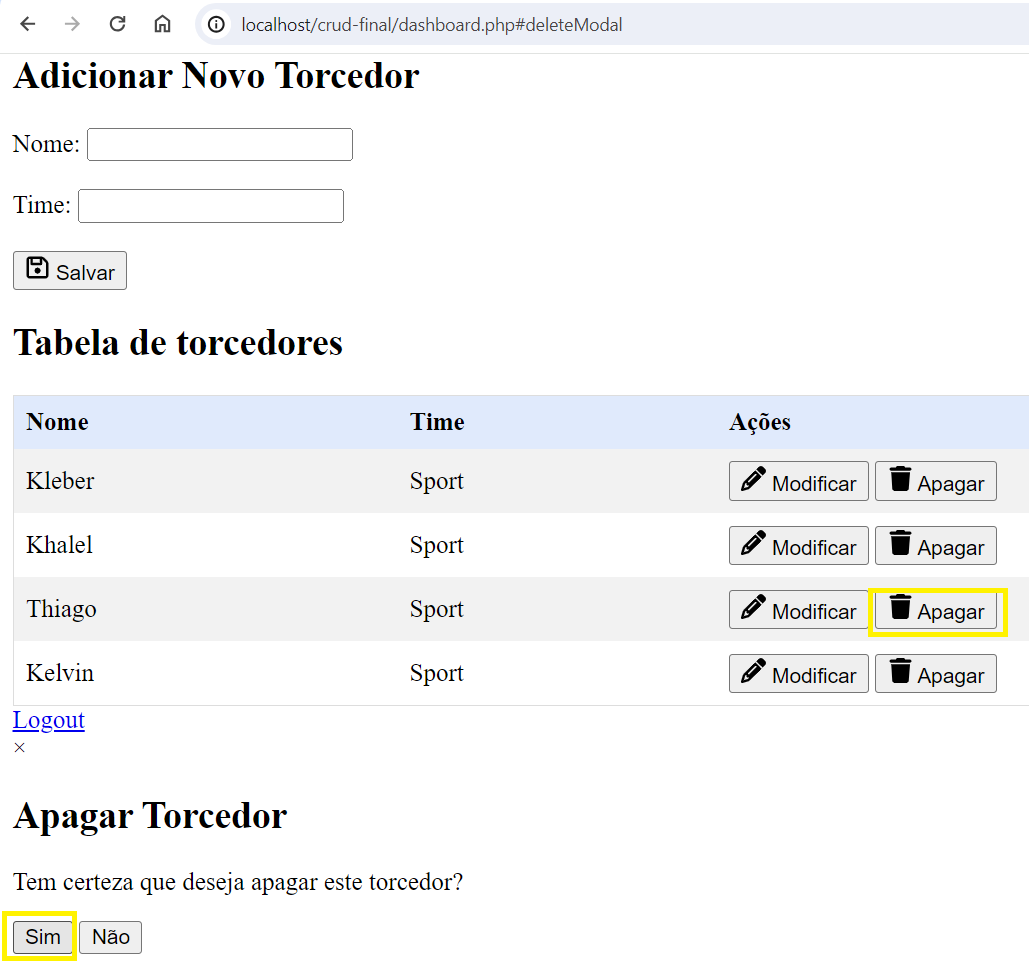 localhost/crud-final/dashboard.php#deleteModal
Adicionar Novo Torcedor
Nome:
Time:
Salvar
Tabela de torcedores
Nome Time Ações
Kleber Sport Modificar Apagar
Khalel Sport Modificar Apagar
Thiago Sport Modificar Apagar
Kelvin Sport Modificar Apagar
Logout
×
Apagar Torcedor
Tem certeza que deseja apagar este torcedor?
Sim Não